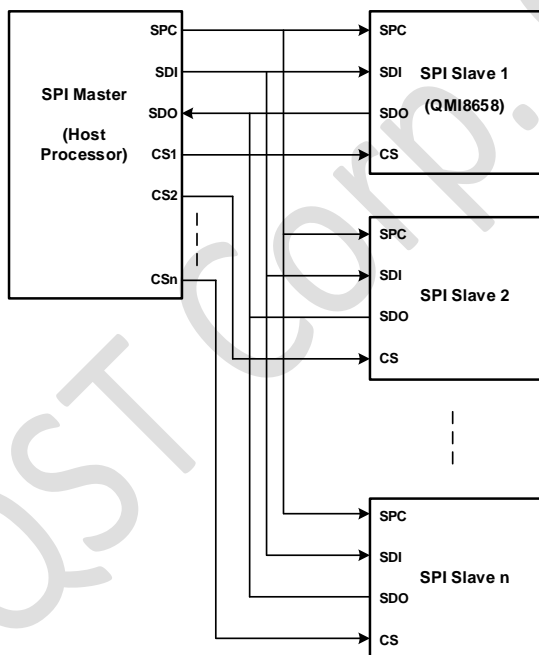 SPI Master
(Host
Processor)
SPC
SDI
SDO
CS1
CS2
CSn
SPC
SDI
SDO
CS
SPI Slave 1
(QMI8658)
SPC
SDI
SDO
CS
SPI Slave 2
SPC
SDI
SDO
CS
SPI Slave n
QST Corp.